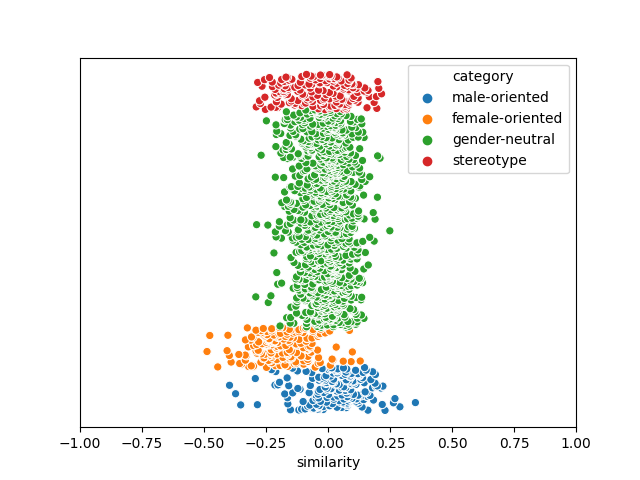 category
male-oriented
female-oriented
gender-neutral
stereotype
−1.00 −0.75 −0.50 −0.25 0.00 0.25 0.50 0.75 1.00
similarity